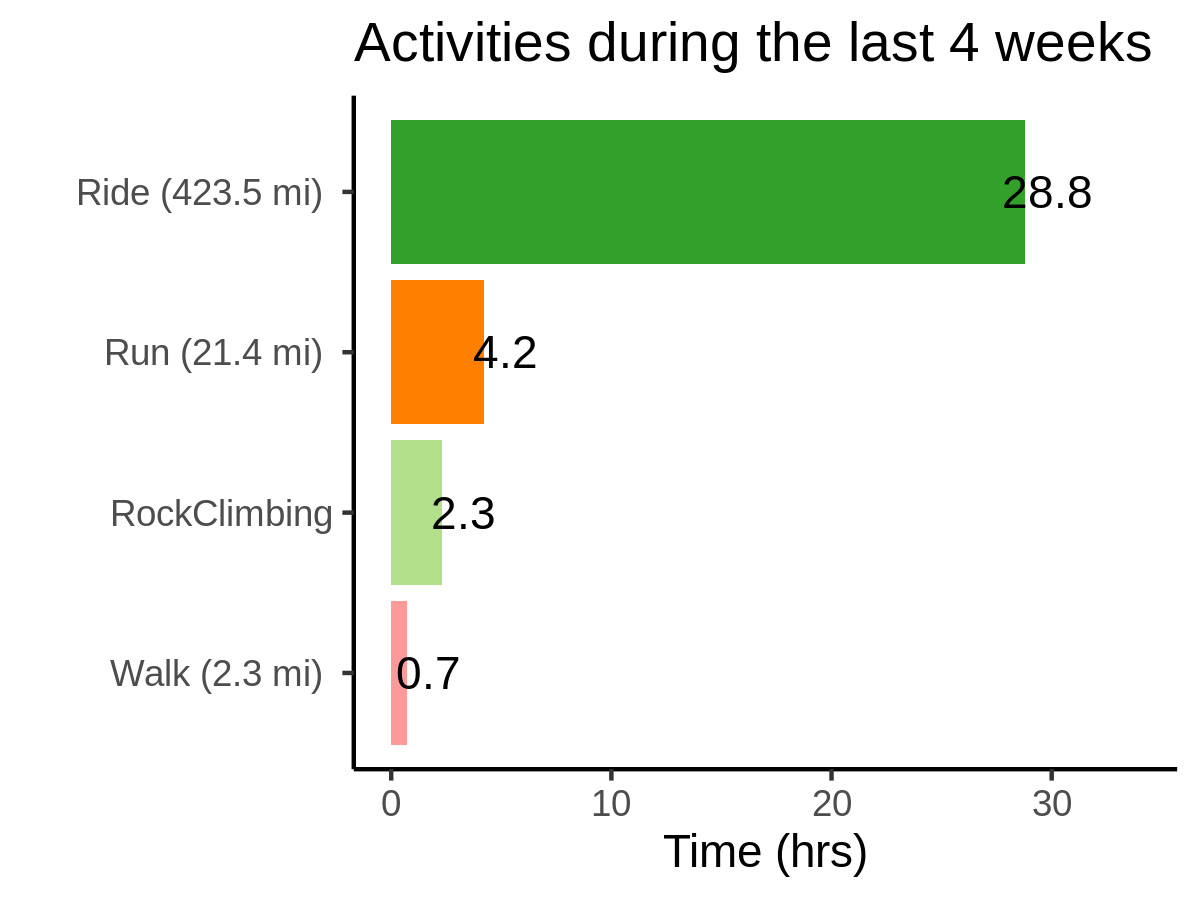 Activities during the last 4 weeks
Ride (423.5 mi)
28.8
Run (21.4 mi)
4.2
RockClimbing
2.3
Walk (2.3 mi)
0.7
0 10 20 30
Time (hrs)